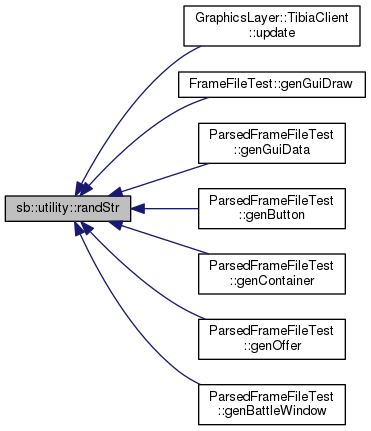 GraphicsLayer::TibiaClient
::update
FrameFileTest::genGuiDraw
ParsedFrameFileTest
::genGuiData
sb::utility::randStr
ParsedFrameFileTest
::genButton
ParsedFrameFileTest
::genContainer
ParsedFrameFileTest
::genOffer
ParsedFrameFileTest
::genBattleWindow